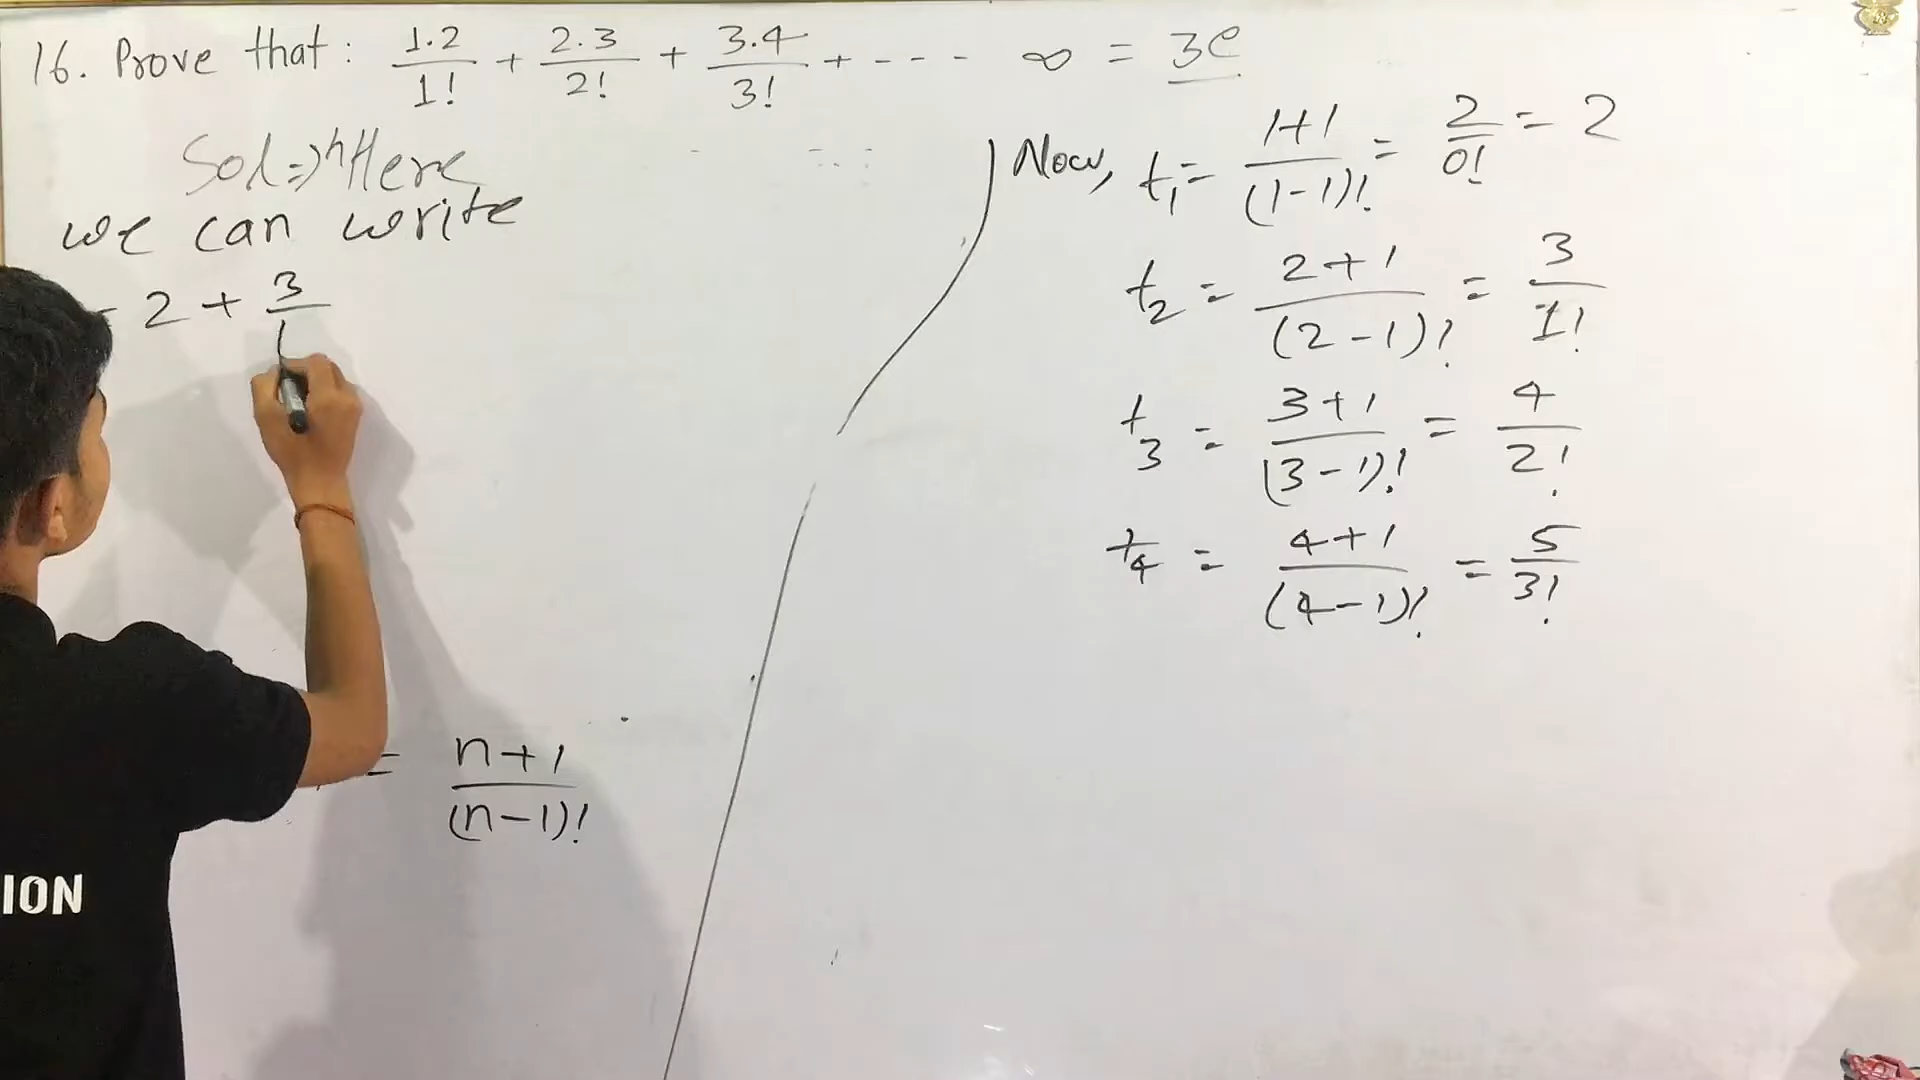 16. Prove that : 1.2/1! + 2.3/2! + 3.4/3! + - - - - ∞ = 3e
Sol=>ⁿ Here
we can write
- 2 + 3/1
= n+1/(n-1)!
Now, t₁ = 1+1/(1-1)! = 2/0! = 2
t₂ = 2+1/(2-1)! = 3/1!
t₃ = 3+1/(3-1)! = 4/2!
t₄ = 4+1/(4-1)! = 5/3!
ION